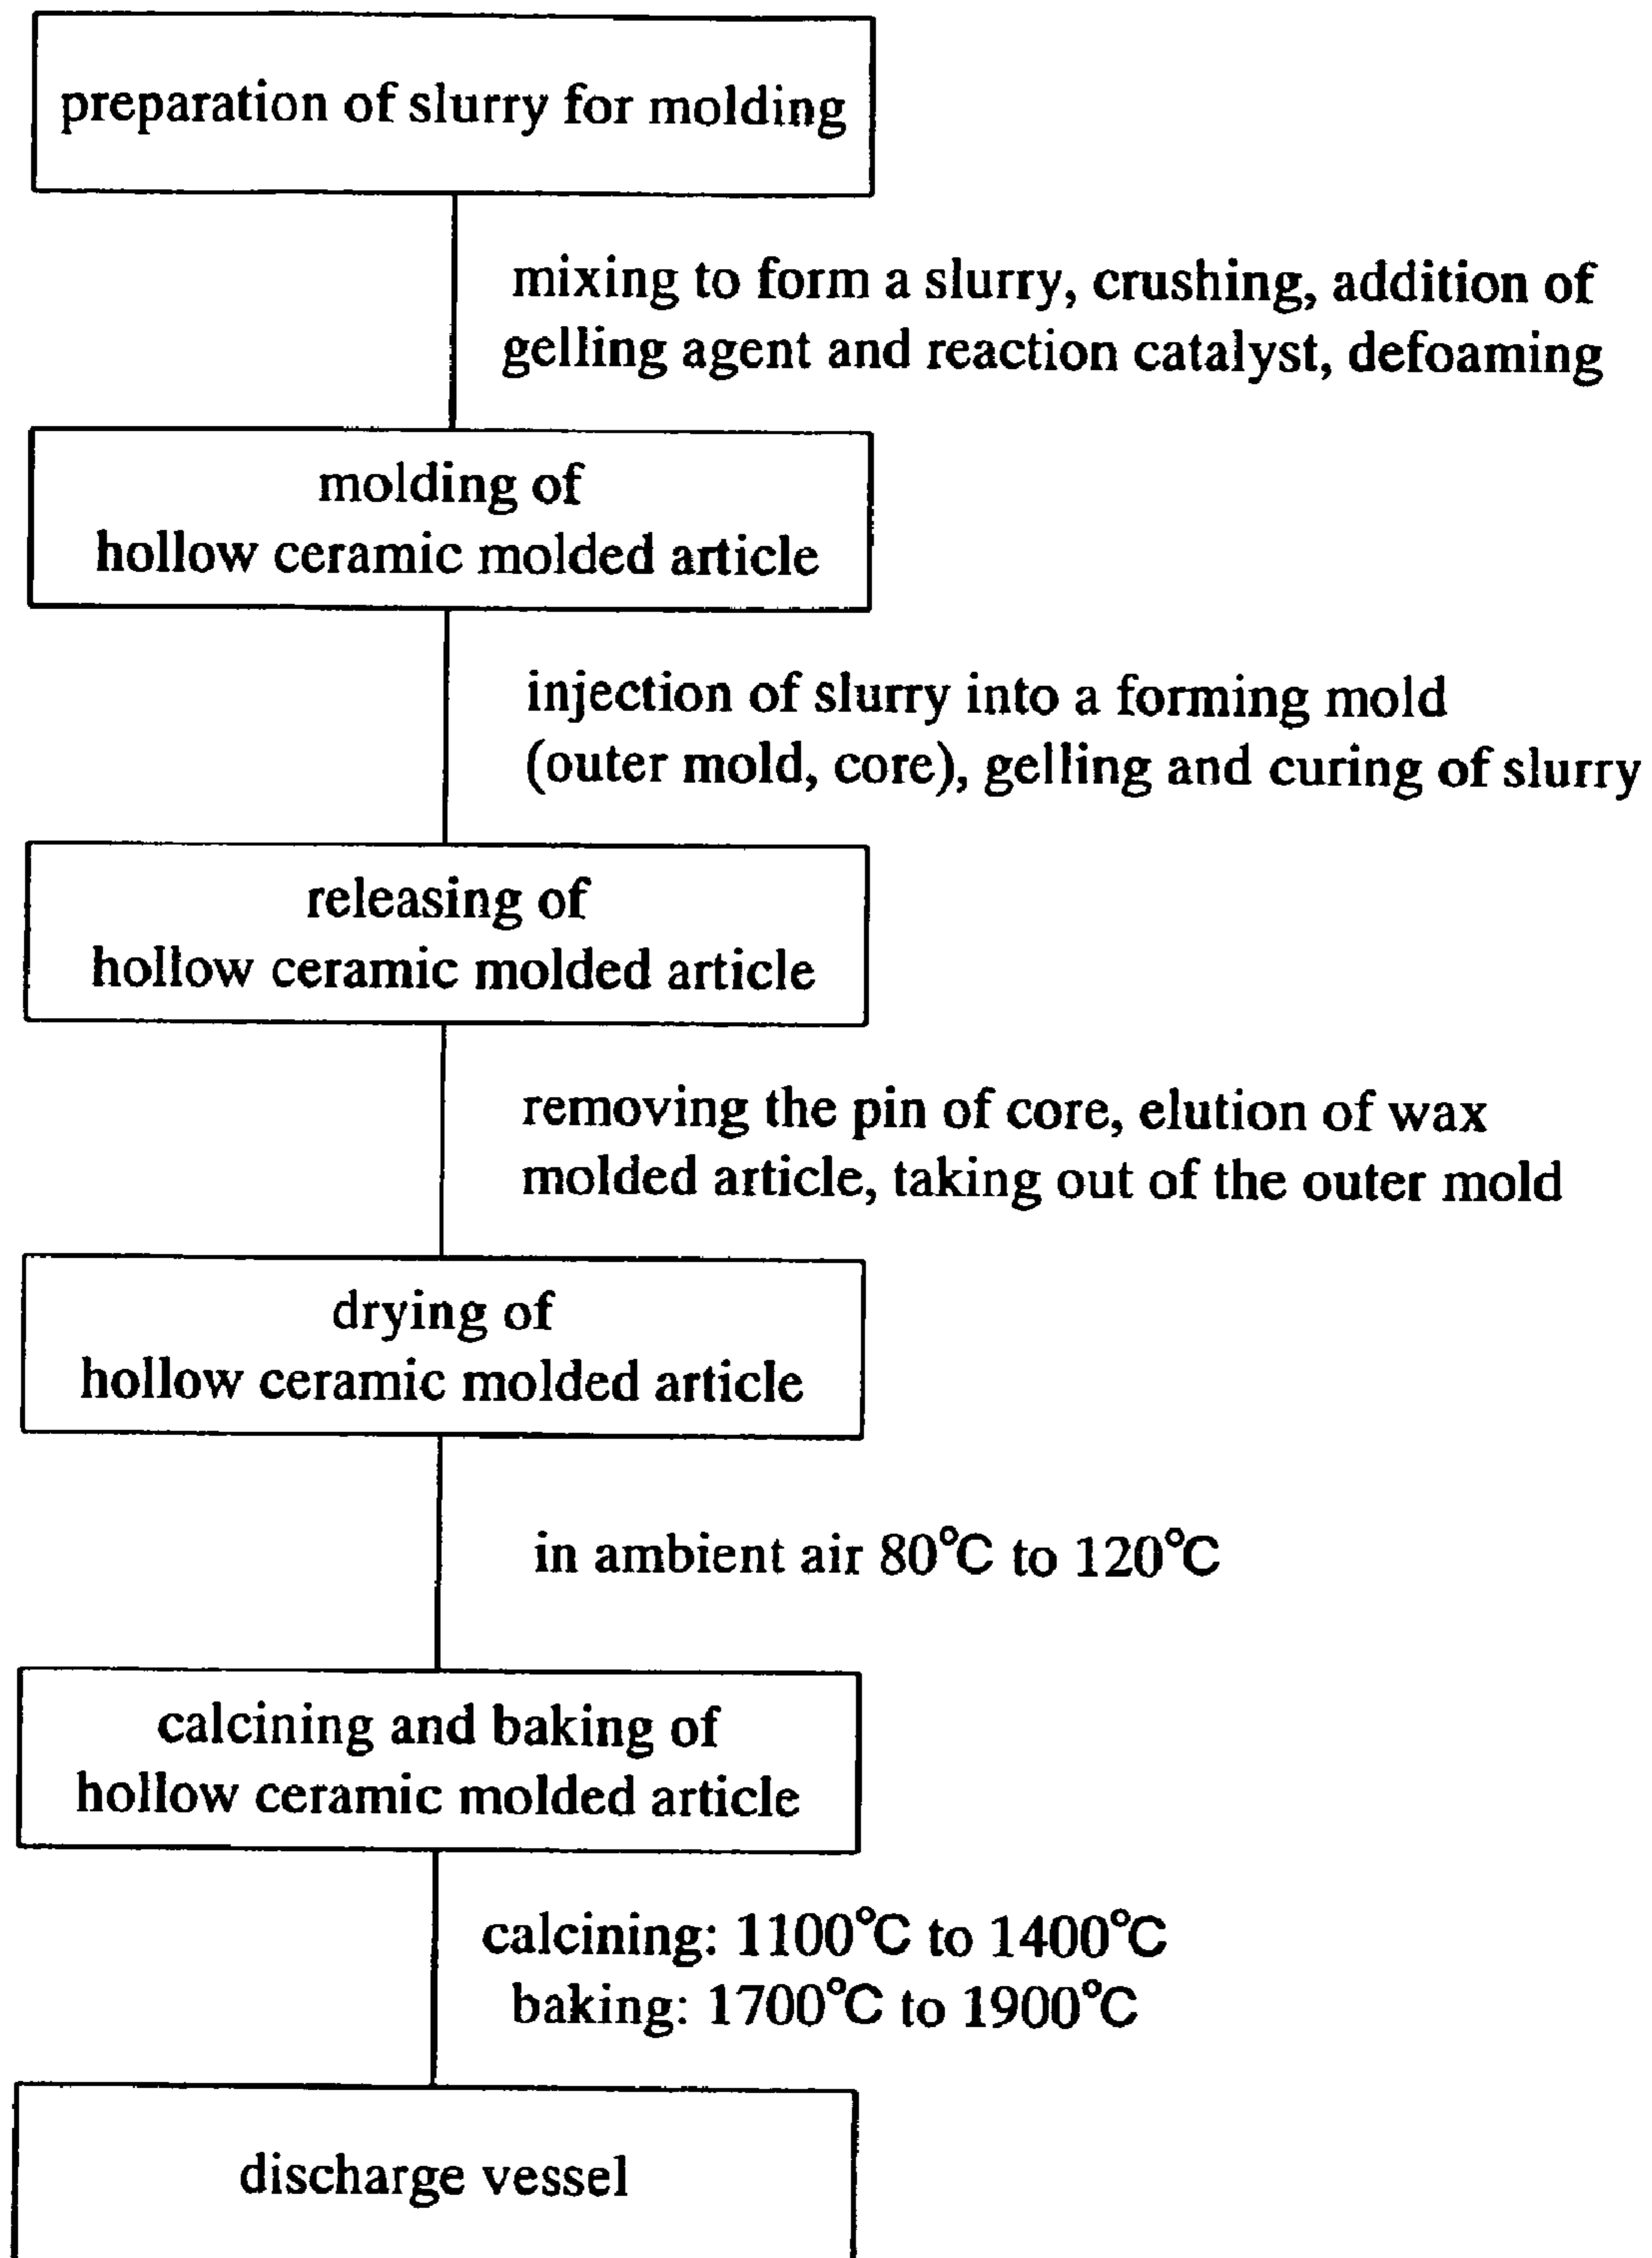 preparation of slurry for molding
mixing to form a slurry, crushing, addition of
gelling agent and reaction catalyst, defoaming
molding of
hollow ceramic molded article
injection of slurry into a forming mold
(outer mold, core), gelling and curing of slurry
releasing of
hollow ceramic molded article
removing the pin of core, elution of wax
molded article, taking out of the outer mold
drying of
hollow ceramic molded article
in ambient air 80℃ to 120℃
calcining and baking of
hollow ceramic molded article
calcining: 1100℃ to 1400℃
baking: 1700℃ to 1900℃
discharge vessel